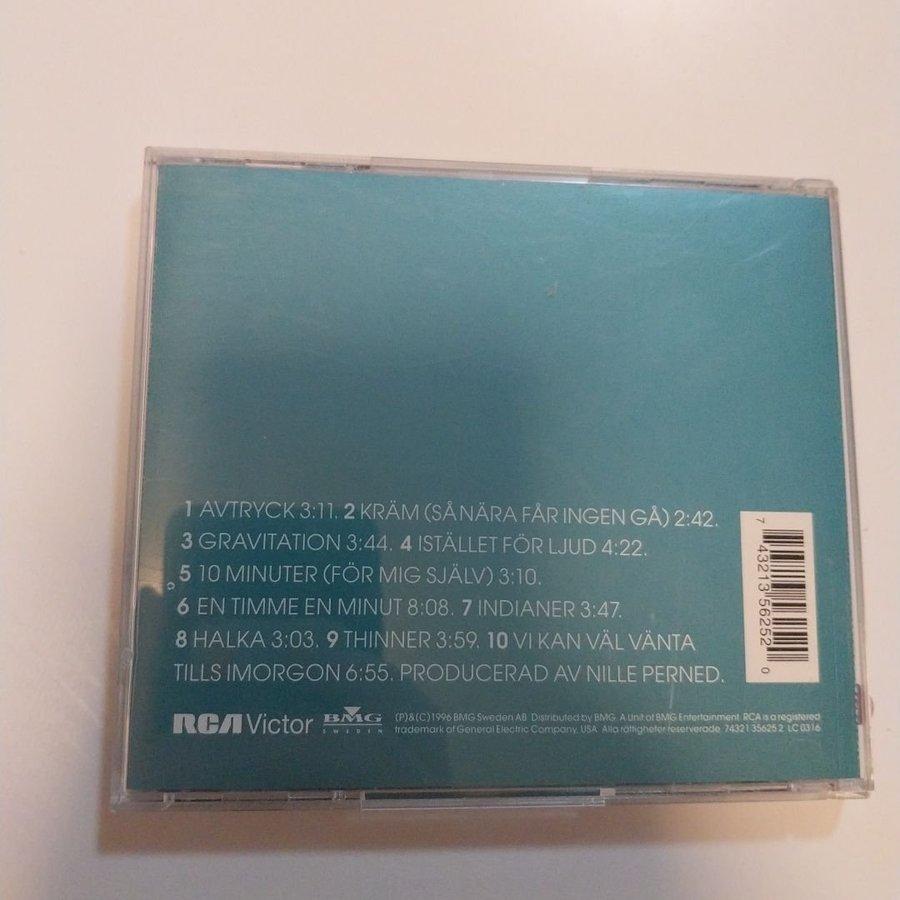 1 AVTRYCK 3:11. 2 KRÄM (SÅ NÄRA FÅR INGEN GÅ) 2:42.
3 GRAVITATION 3:44. 4 ISTÄLLET FÖR LJUD 4:22.
5 10 MINUTER (FÖR MIG SJÄLV) 3:10.
6 EN TIMME EN MINUT 8:08. 7 INDIANER 3:47.
8 HALKA 3:03. 9 THINNER 3:59. 10 VI KAN VÄL VÄNTA
TILLS IMORGON 6:55. PRODUCERAD AV NILLE PERNED.
RCA Victor
BMG
SWEDEN
(P)&(C) 1996 BMG Sweden AB. Distributed by BMG. A Unit of BMG Entertainment. RCA is a registered
trademark of General Electric Company, USA. Alla rättigheter reserverade. 74321 35625 2 LC 0316
7 43213 56252 0